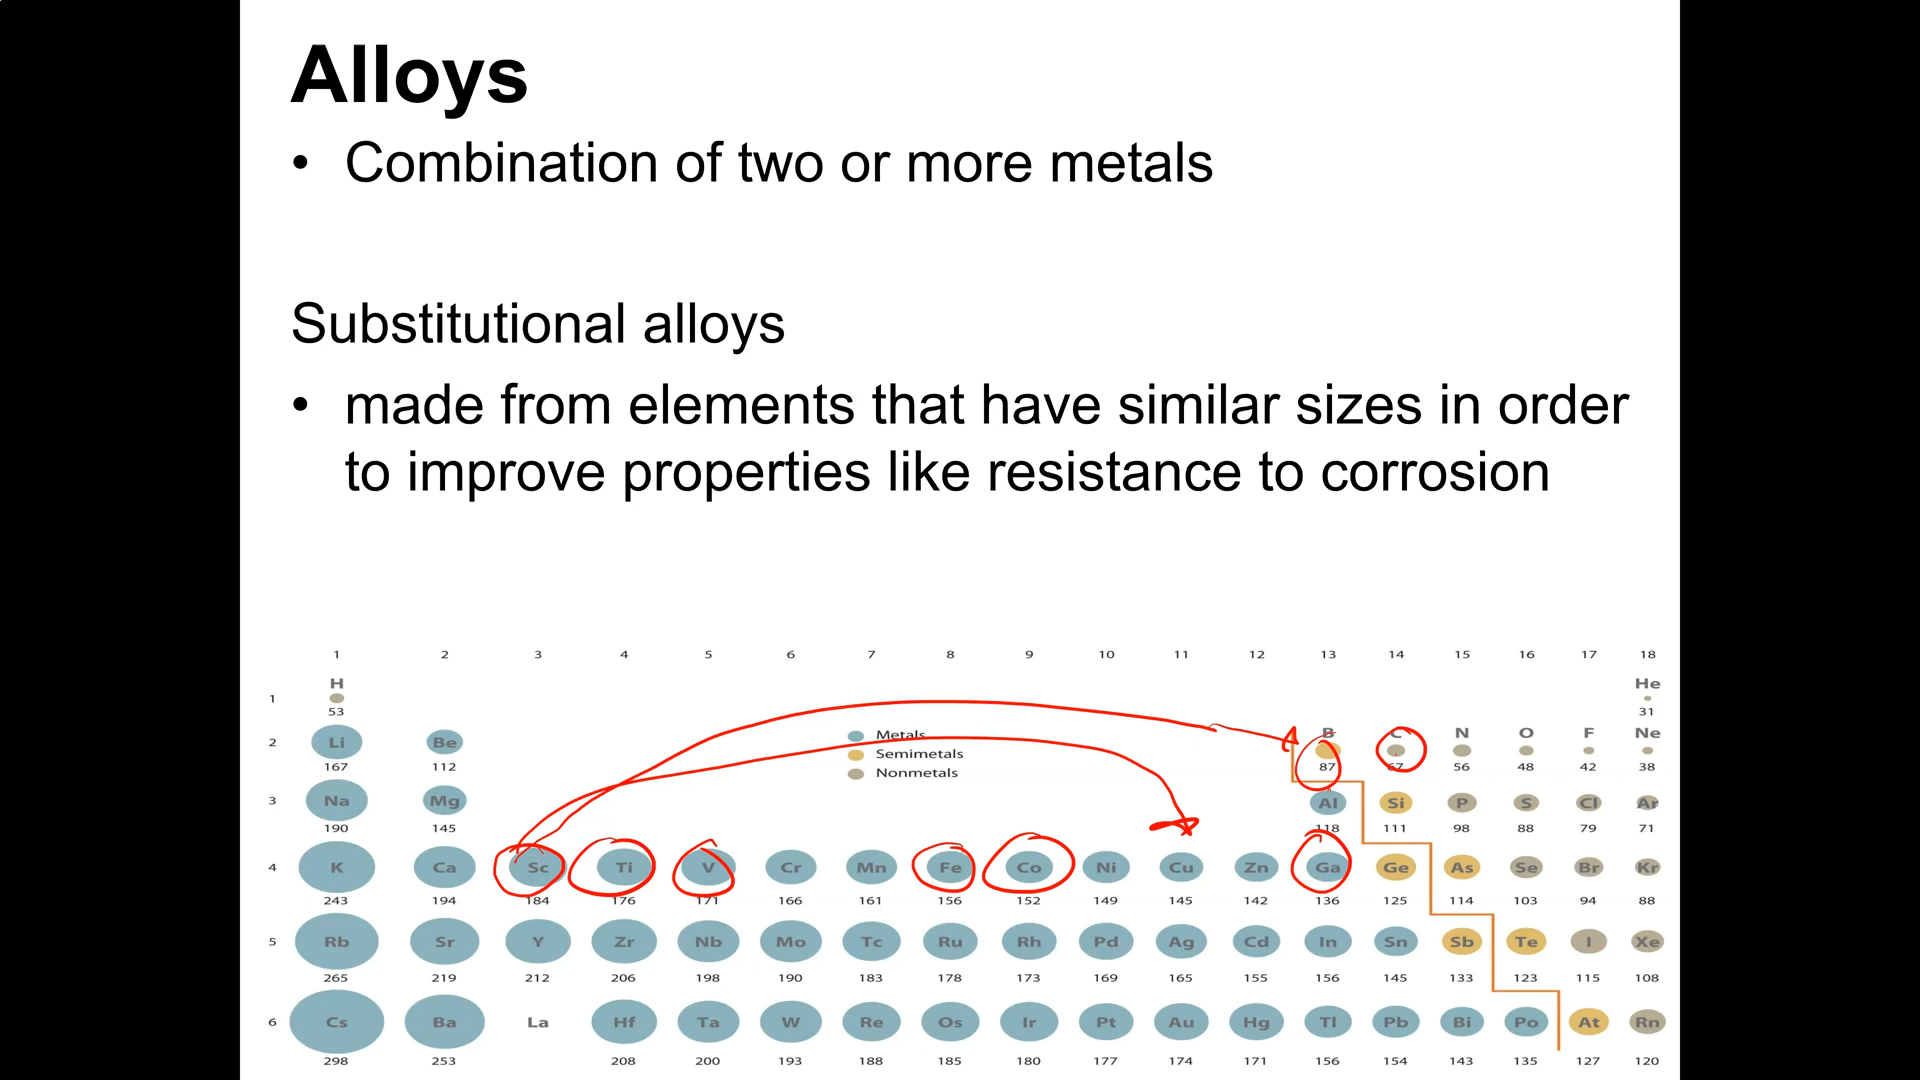 Alloys
• Combination of two or more metals
Substitutional alloys
• made from elements that have similar sizes in order
to improve properties like resistance to corrosion
1 2 3 4 5 6 7 8 9 10 11 12 13 14 15 16 17 18
H He
1
53 31
B C N O F Ne
2 Li Be
Metals
Semimetals
Nonmetals
167 112 87 67 56 48 42 38
3 Na Mg Al Si P S Cl Ar
190 145 118 111 98 88 79 71
4 K Ca Sc Ti V Cr Mn Fe Co Ni Cu Zn Ga Ge As Se Br Kr
243 194 184 176 171 166 161 156 152 149 145 142 136 125 114 103 94 88
5 Rb Sr Y Zr Nb Mo Tc Ru Rh Pd Ag Cd In Sn Sb Te I Xe
265 219 212 206 198 190 183 178 173 169 165 155 156 145 133 123 115 108
6 Cs Ba La Hf Ta W Re Os Ir Pt Au Hg Tl Pb Bi Po At Rn
298 253 208 200 193 188 185 180 177 174 171 156 154 143 135 127 120